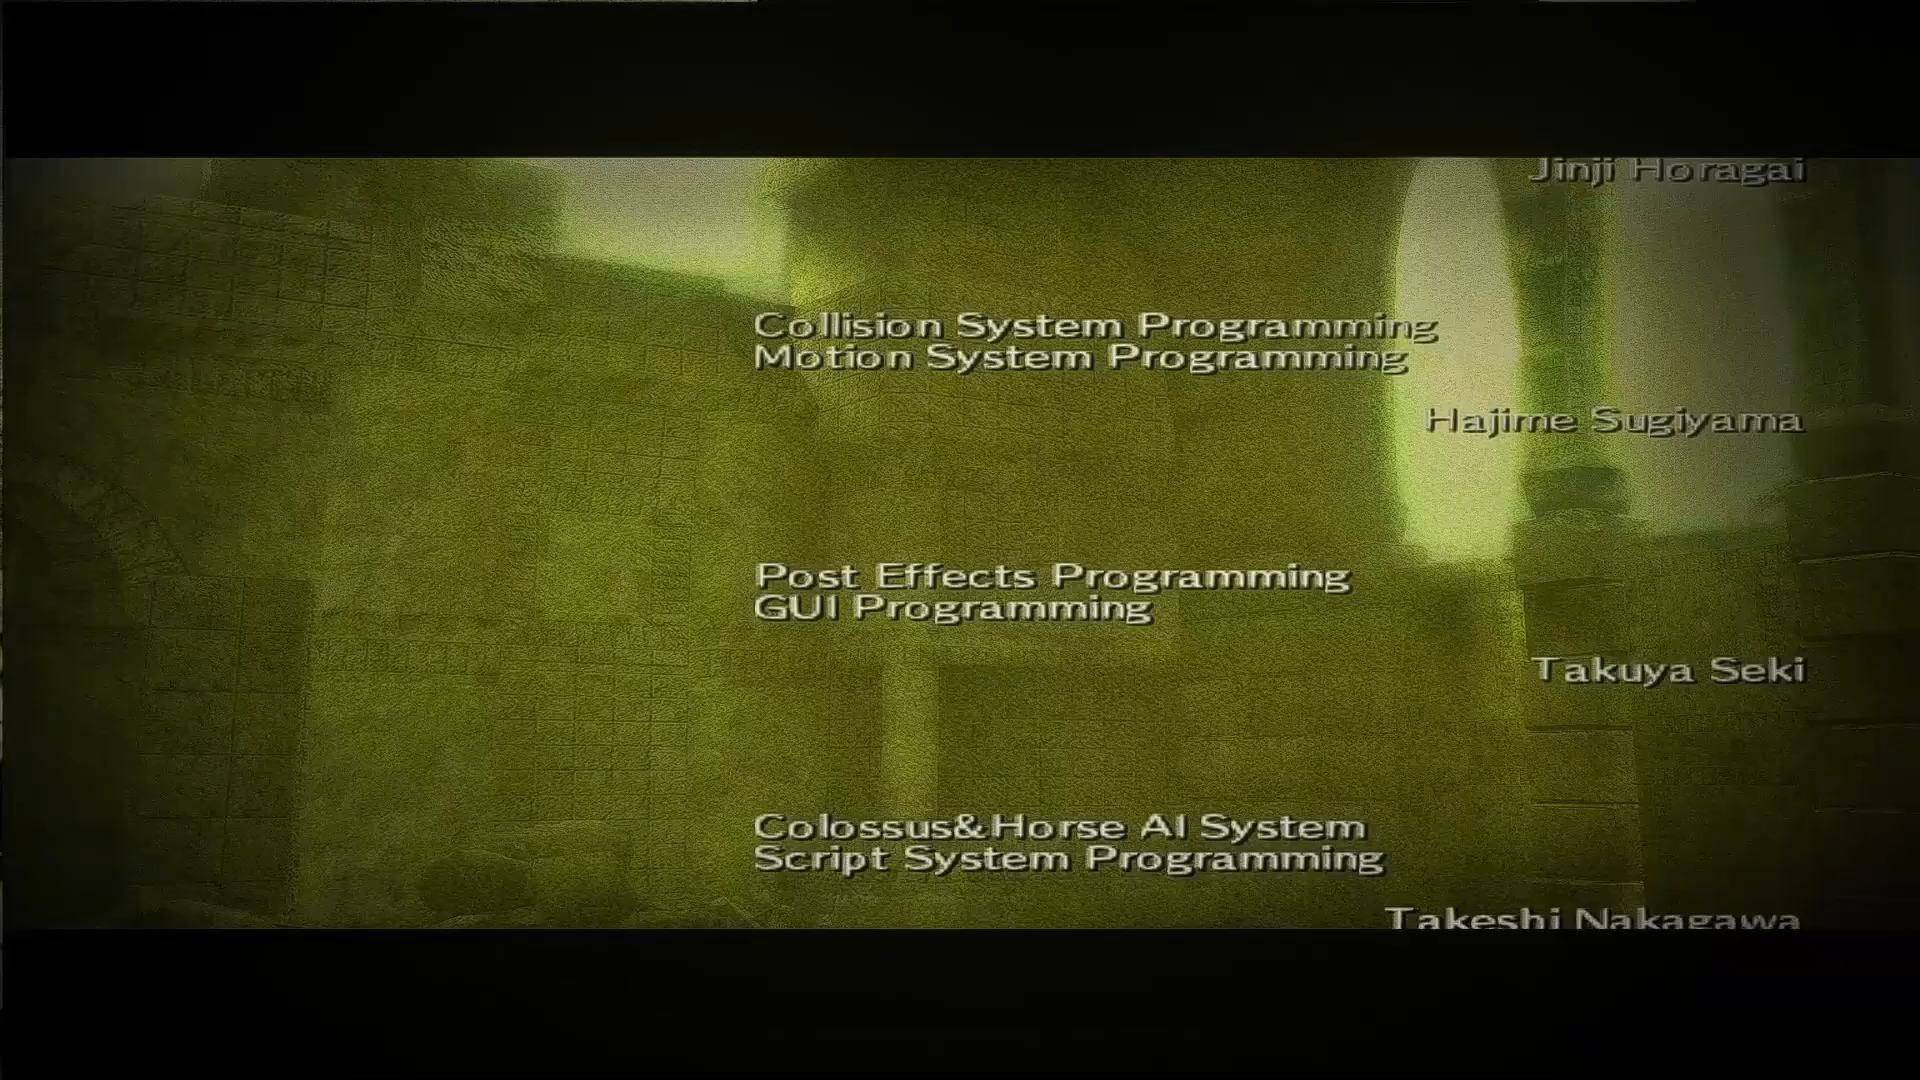 Jinji Horagai
Collision System Programming
Motion System Programming
Hajime Sugiyama
Post Effects Programming
GUI Programming
Takuya Seki
Colossus&Horse AI System
Script System Programming
Takeshi Nakagawa